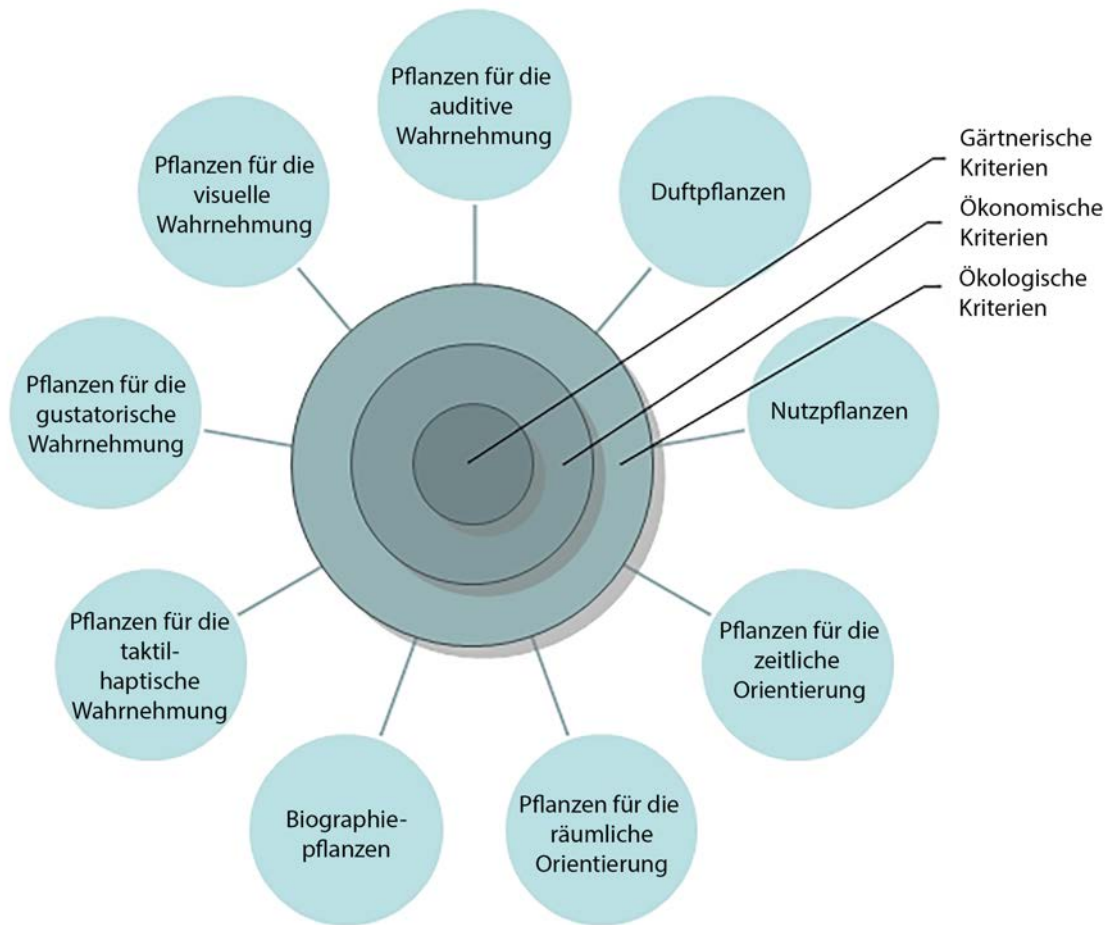 Pflanzen für die
auditive
Wahrnehmung
Duftpflanzen
Nutzpflanzen
Pflanzen für die
zeitliche
Orientierung
Pflanzen für die
räumliche
Orientierung
Biographie-
pflanzen
Pflanzen für die
taktil-
haptische
Wahrnehmung
Pflanzen für die
gustatorische
Wahrnehmung
Pflanzen für die
visuelle
Wahrnehmung
Gärtnerische
Kriterien
Ökonomische
Kriterien
Ökologische
Kriterien